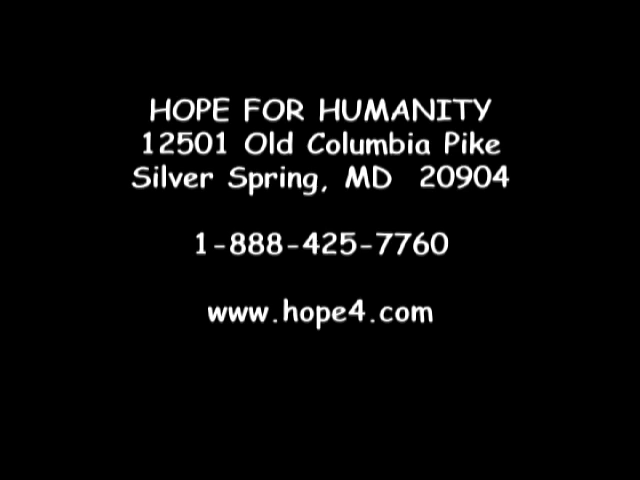 HOPE FOR HUMANITY
12501 Old Columbia Pike
Silver Spring, MD  20904
1-888-425-7760
www.hope4.com